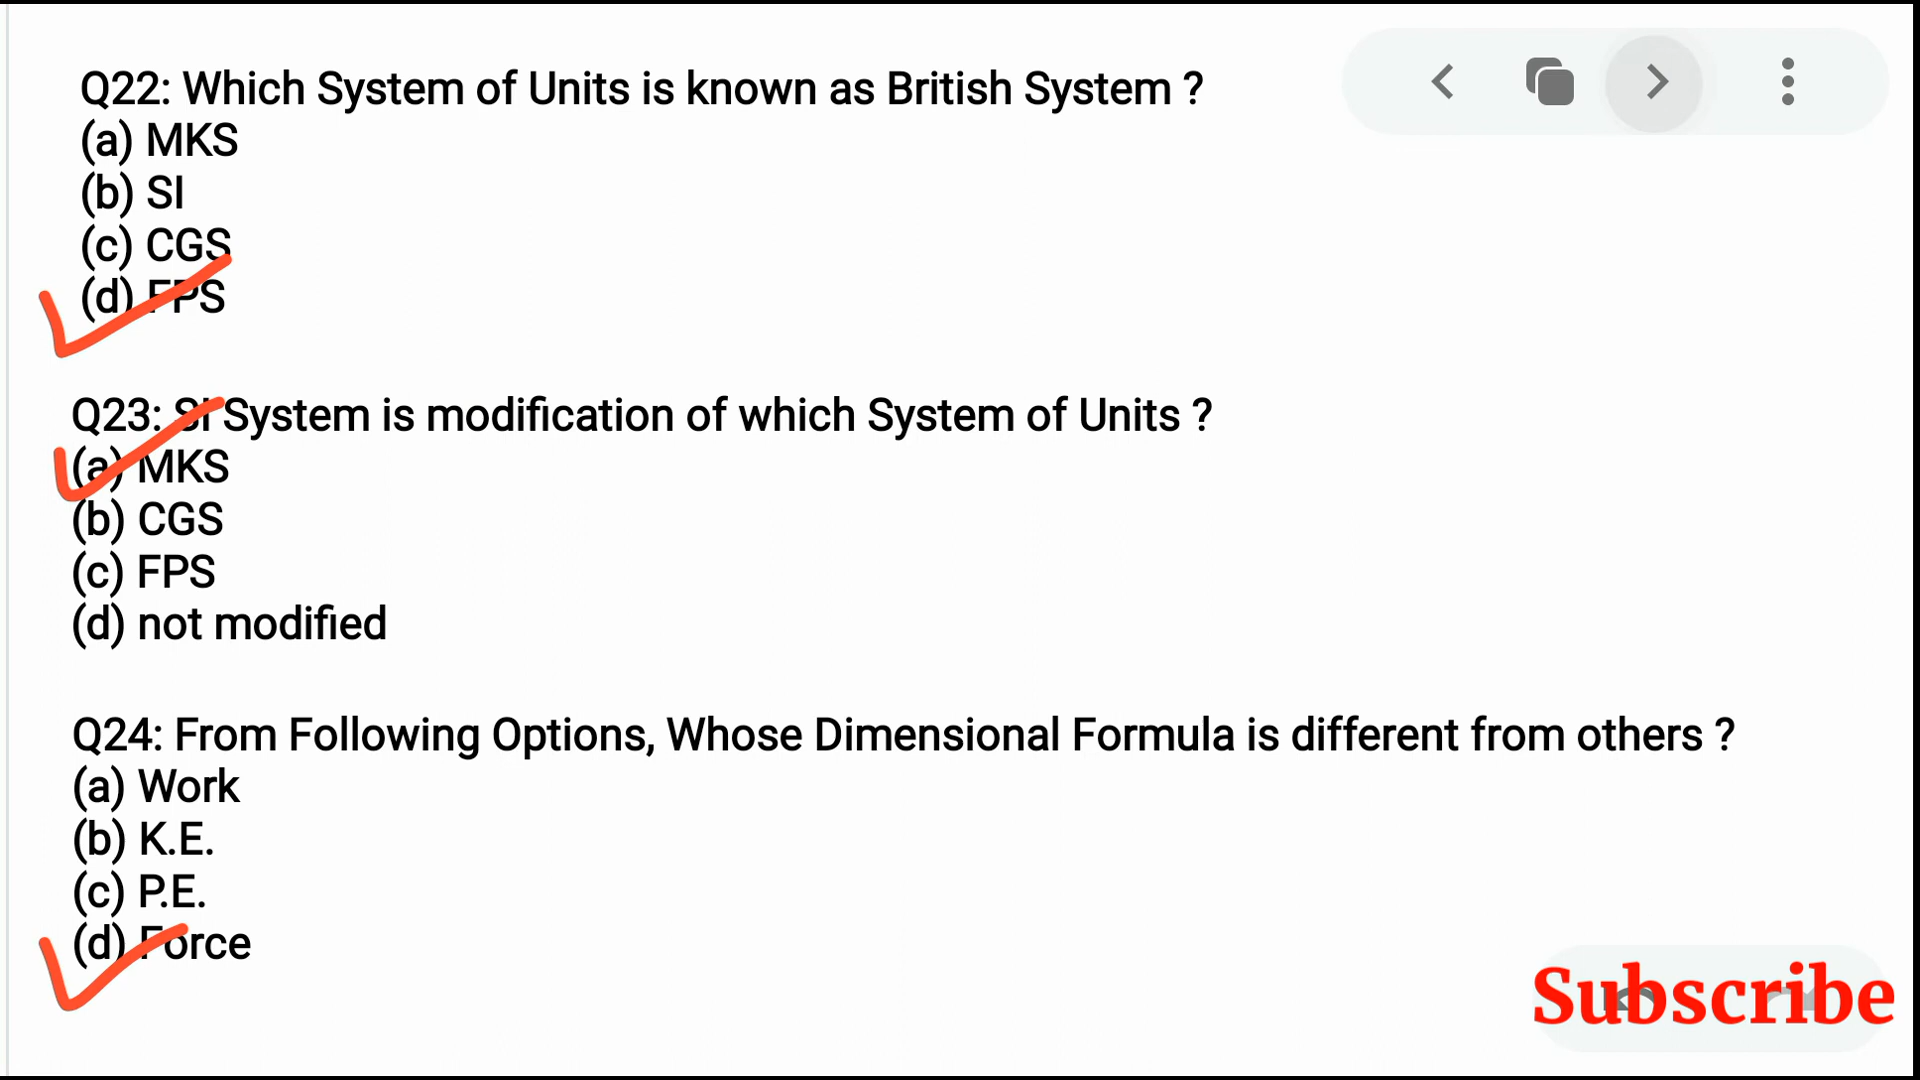 Q22: Which System of Units is known as British System ?
(a) MKS
(b) SI
(c) CGS
(d) FPS
Q23: SI System is modification of which System of Units ?
(a) MKS
(b) CGS
(c) FPS
(d) not modified
Q24: From Following Options, Whose Dimensional Formula is different from others ?
(a) Work
(b) K.E.
(c) P.E.
(d) Force
Subscribe